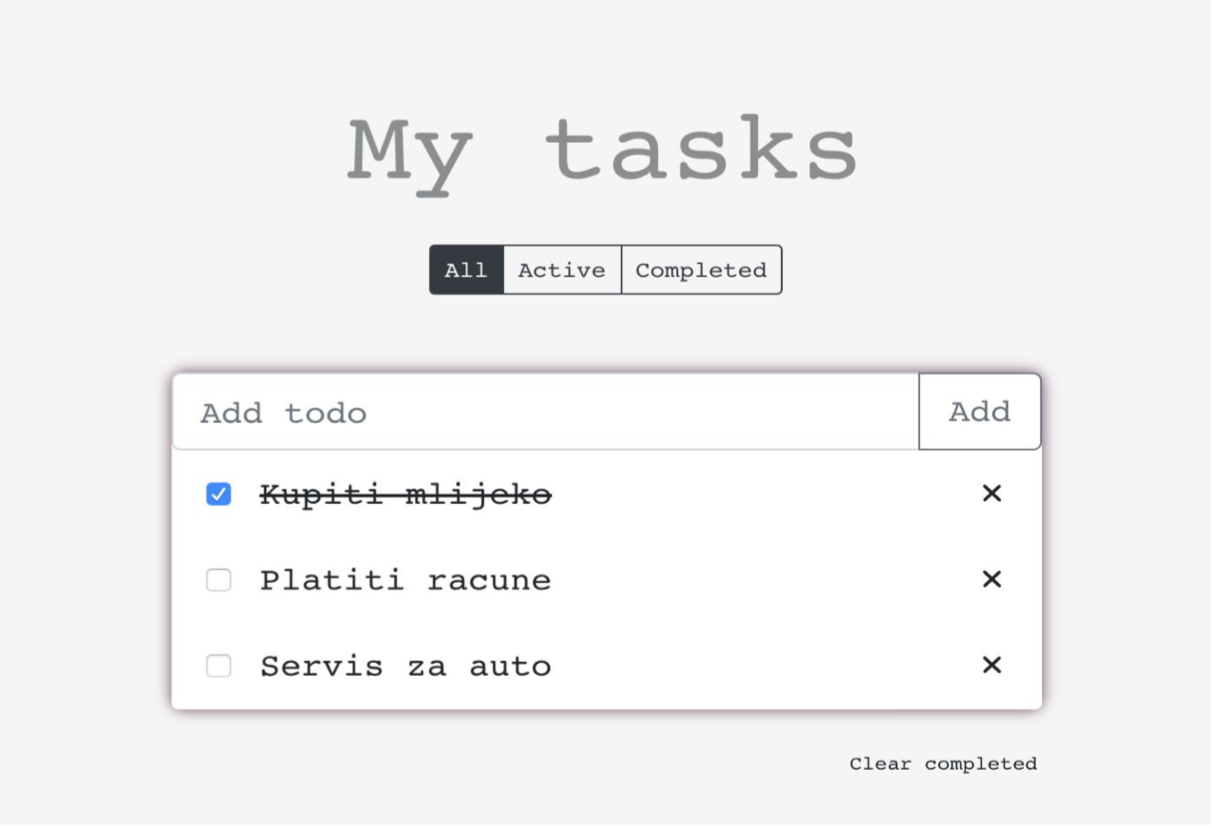 My tasks
All Active Completed
Add todo Add
Kupiti mlijeko
Platiti racune
Servis za auto
Clear completed